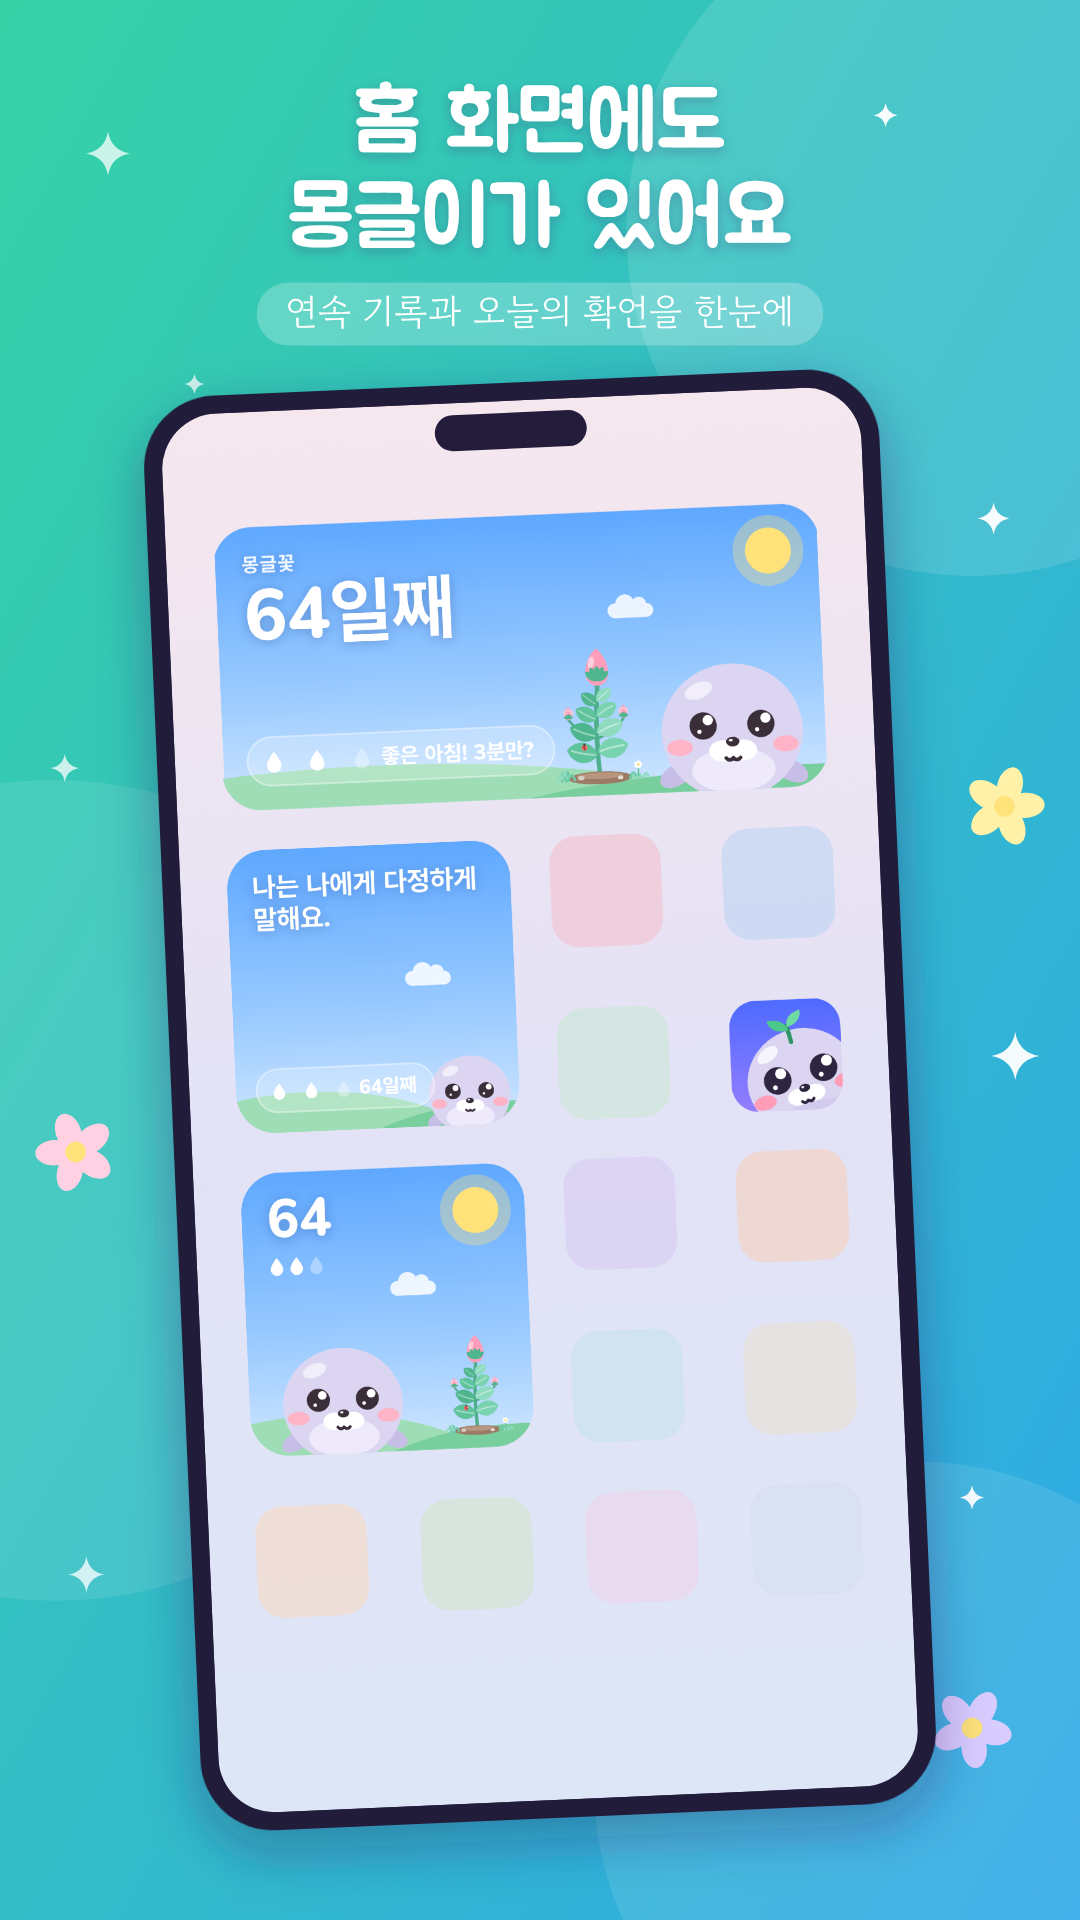 홈 화면에도
몽글이가 있어요
연속 기록과 오늘의 확언을 한눈에
몽글꽃
64일째
좋은 아침! 3분만?
나는 나에게 다정하게
말해요.
64일째
64